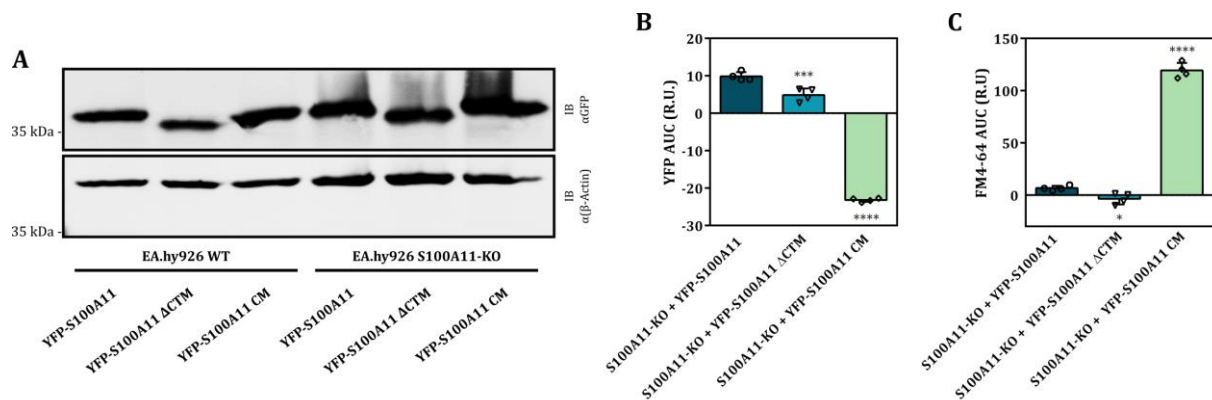 A
35 kDa -
IB
αGFP
35 kDa -
IB
α(β-Actin)
EA.hy926 WT
EA.hy926 S100A11-KO
YFP-S100A11
YFP-S100A11 ΔCTM
YFP-S100A11 CM
YFP-S100A11
YFP-S100A11 ΔCTM
YFP-S100A11 CM
B
YFP AUC (R.U.)
20
10
0
-10
-20
-30
***
****
S100A11-KO + YFP-S100A11
S100A11-KO + YFP-S100A11 ΔCTM
S100A11-KO + YFP-S100A11 CM
C
FM4-64 AUC (R.U)
150
100
50
0
****
*
S100A11-KO + YFP-S100A11
S100A11-KO + YFP-S100A11 ΔCTM
S100A11-KO + YFP-S100A11 CM